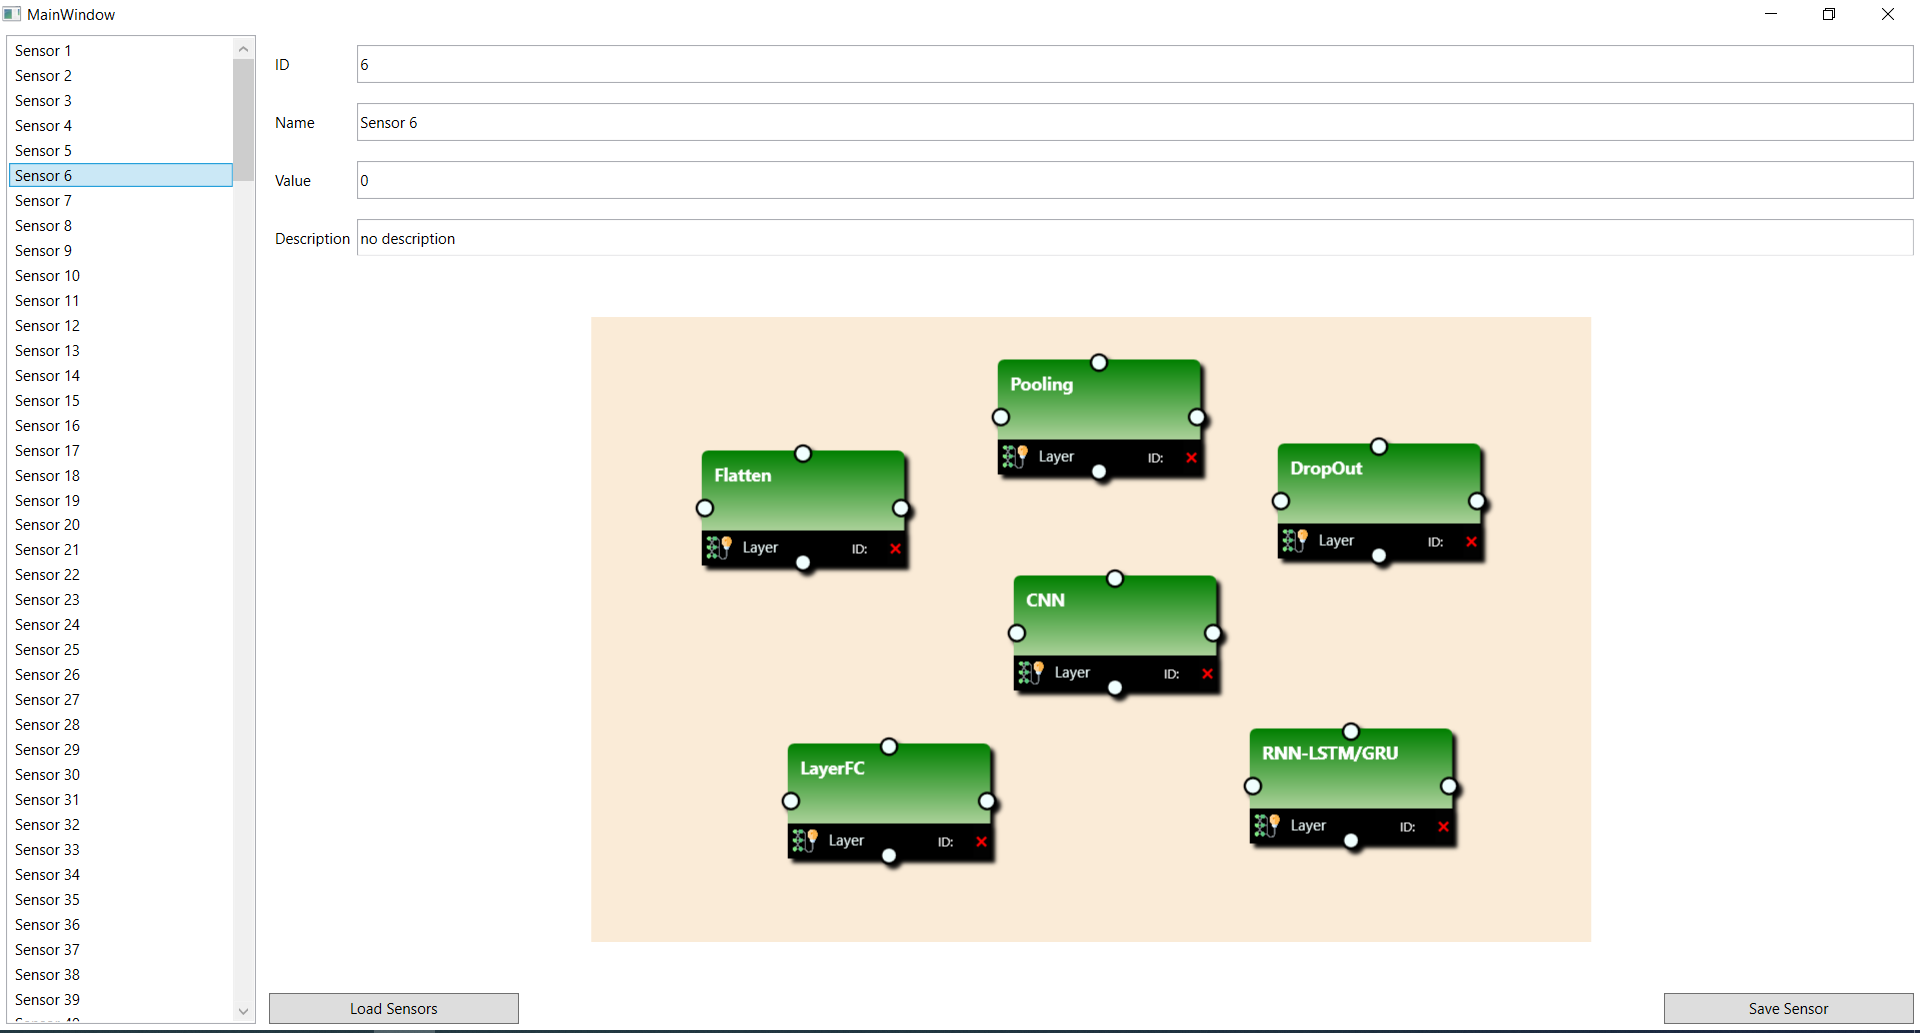 MainWindow
Sensor 1
Sensor 2
Sensor 3
Sensor 4
Sensor 5
Sensor 6
Sensor 7
Sensor 8
Sensor 9
Sensor 10
Sensor 11
Sensor 12
Sensor 13
Sensor 14
Sensor 15
Sensor 16
Sensor 17
Sensor 18
Sensor 19
Sensor 20
Sensor 21
Sensor 22
Sensor 23
Sensor 24
Sensor 25
Sensor 26
Sensor 27
Sensor 28
Sensor 29
Sensor 30
Sensor 31
Sensor 32
Sensor 33
Sensor 34
Sensor 35
Sensor 36
Sensor 37
Sensor 38
Sensor 39
ID 6
Name Sensor 6
Value 0
Description no description
Pooling
Layer ID:
Flatten
Layer ID:
DropOut
Layer ID:
CNN
Layer ID:
LayerFC
Layer ID:
RNN-LSTM/GRU
Layer ID:
Load Sensors
Save Sensor